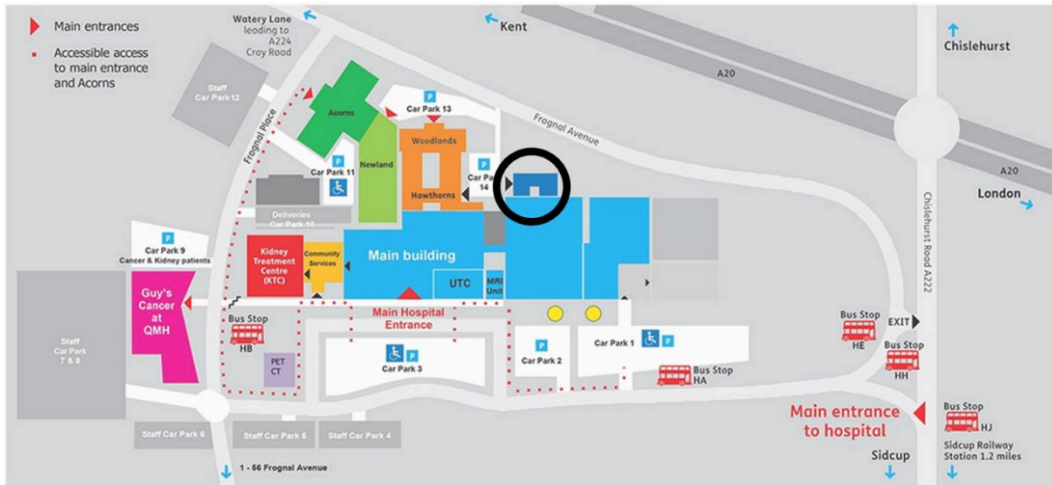 Main entrances
Accessible access
to main entrance
and Acorns
Watery Lane
leading to
A224
Cray Road
Kent
Chislehurst
A20
Staff
Car Park 12
Frognal Place
Acorns
P
Car Park 13
Frognal Avenue
Woodlands
Newland
P
Car Park 11
P
Car Park
14
Hawthorns
A20
London
Chislehurst Road A222
Deliveries
P
Car Park 9
Cancer & Kidney patients
Kidney
Treatment
Centre
(KTC)
Community
Services
Main building
UTC
MRI
Unit
Guy's
Cancer
at
QMH
Main Hospital
Entrance
Bus Stop
HB
Staff
Car Park
7 & 8
PET
CT
P
Car Park 3
P
Car Park 2
Car Park 1
P
Bus Stop
HA
Bus Stop
HE
EXIT
Bus Stop
HH
Main entrance
to hospital
Bus Stop
HJ
Sidcup Railway
Station 1.2 miles
Sidcup
Staff Car Park 6
Staff Car Park 5
Staff Car Park 4
1 - 56 Frognal Avenue